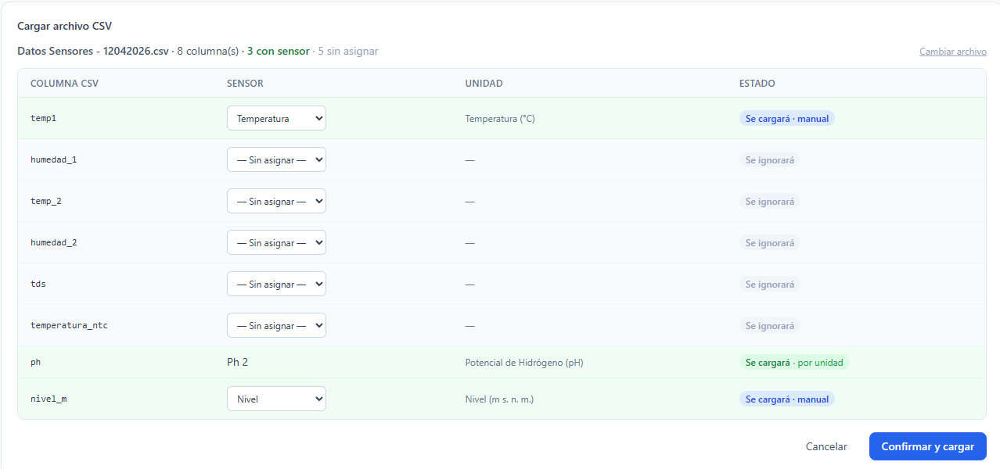 Cargar archivo CSV
Datos Sensores - 12042026.csv · 8 columna(s) · 3 con sensor · 5 sin asignar Cambiar archivo
COLUMNA CSV SENSOR UNIDAD ESTADO
temp1 Temperatura Temperatura (°C) Se cargará · manual
humedad_1 — Sin asignar — — Se ignorará
temp_2 — Sin asignar — — Se ignorará
humedad_2 — Sin asignar — — Se ignorará
tds — Sin asignar — — Se ignorará
temperatura_ntc — Sin asignar — — Se ignorará
ph Ph 2 Potencial de Hidrógeno (pH) Se cargará · por unidad
nivel_m Nivel Nivel (m s. n. m.) Se cargará · manual
Cancelar Confirmar y cargar